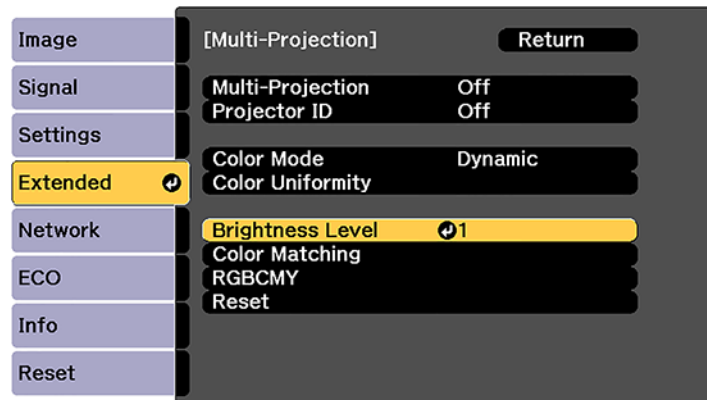 Image
Signal
Settings
Extended
Network
ECO
Info
Reset
[Multi-Projection] Return
Multi-Projection Off
Projector ID Off
Color Mode Dynamic
Color Uniformity
Brightness Level 1
Color Matching
RGBCMY
Reset